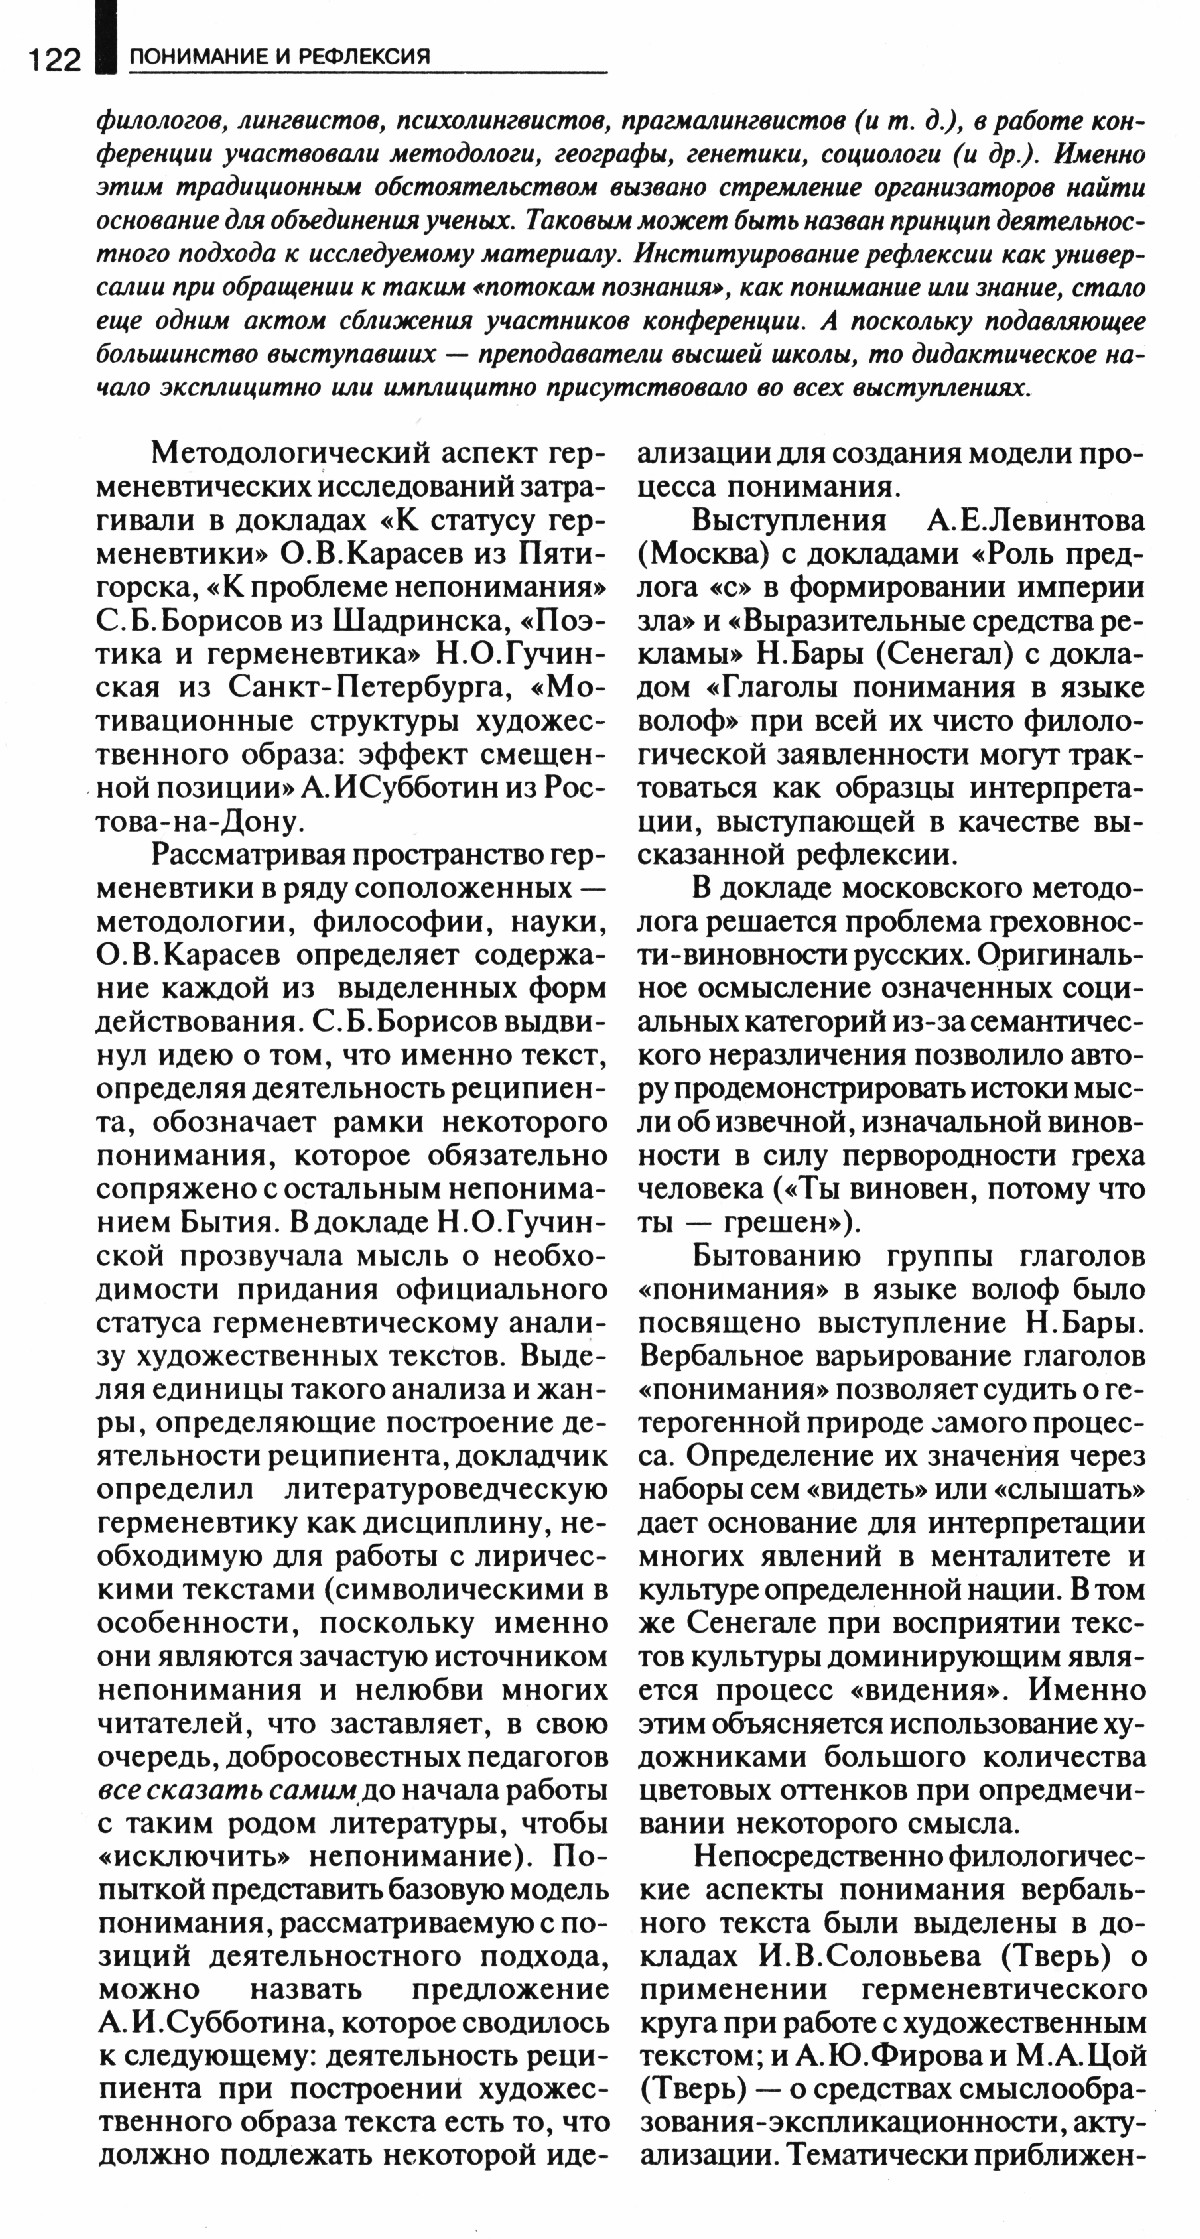 122
ПОНИМАНИЕ И РЕФЛЕКСИЯ
филологов, лингвистов, психолингвистов, прагмалингвистов (и т. д.), в работе кон-
ференции участвовали методологи, географы, генетики, социологи (и др.). Именно
этим традиционным обстоятельством вызвано стремление организаторов найти
основание для объединения ученых. Таковым может быть назван принцип деятельнос-
тного подхода к исследуемому материалу. Институирование рефлексии как универ-
салии при обращении к таким «потокам познания», как понимание или знание, стало
еще одним актом сближения участников конференции. А поскольку подавляющее
большинство выступавших — преподаватели высшей школы, то дидактическое на-
чало эксплицитно или имплицитно присутствовало во всех выступлениях.
Методологический аспект гер-
меневтических исследований затра-
гивали в докладах «К статусу гер-
меневтики» О.В.Карасев из Пяти-
горска, «К проблеме непонимания»
С.Б.Борисов из Шадринска, «Поэ-
тика и герменевтика» Н.О.Гучин-
ская из Санкт-Петербурга, «Мо-
тивационные структуры художес-
твенного образа: эффект смещен-
ной позиции» А.ИСубботин из Рос-
това-на-Дону.
Рассматривая пространство гер-
меневтики в ряду соположенных —
методологии, философии, науки,
О.В.Карасев определяет содержа-
ние каждой из выделенных форм
действования. С.Б.Борисов выдви-
нул идею о том, что именно текст,
определяя деятельность реципиен-
та, обозначает рамки некоторого
понимания, которое обязательно
сопряжено с остальным непонима-
нием Бытия. В докладе Н.О.Гучин-
ской прозвучала мысль о необхо-
димости придания официального
статуса герменевтическому анали-
зу художественных текстов. Выде-
ляя единицы такого анализа и жан-
ры, определяющие построение де-
ятельности реципиента, докладчик
определил литературоведческую
герменевтику как дисциплину, не-
обходимую для работы с лиричес-
кими текстами (символическими в
особенности, поскольку именно
они являются зачастую источником
непонимания и нелюбви многих
читателей, что заставляет, в свою
очередь, добросовестных педагогов
все сказать самим до начала работы
с таким родом литературы, чтобы
«исключить» непонимание). По-
пыткой представить базовую модель
понимания, рассматриваемую с по-
зиций деятельностного подхода,
можно назвать предложение
А.И.Субботина, которое сводилось
к следующему: деятельность реци-
пиента при построении художес-
твенного образа текста есть то, что
должно подлежать некоторой иде-
ализации для создания модели про-
цесса понимания.
Выступления А.Е.Левинтова
(Москва) с докладами «Роль пред-
лога «с» в формировании империи
зла» и «Выразительные средства ре-
кламы» Н.Бары (Сенегал) с докла-
дом «Глаголы понимания в языке
волоф» при всей их чисто филоло-
гической заявленности могут трак-
товаться как образцы интерпрета-
ции, выступающей в качестве вы-
сказанной рефлексии.
В докладе московского методо-
лога решается проблема греховнос-
ти-виновности русских. Оригиналь-
ное осмысление означенных соци-
альных категорий из-за семантичес-
кого неразличения позволило авто-
ру продемонстрировать истоки мыс-
ли об извечной, изначальной винов-
ности в силу первородности греха
человека («Ты виновен, потому что
ты — грешен»).
Бытованию группы глаголов
«понимания» в языке волоф было
посвящено выступление Н.Бары.
Вербальное варьирование глаголов
«понимания» позволяет судить о ге-
терогенной природе самого процес-
са. Определение их значения через
наборы сем «видеть» или «слышать»
дает основание для интерпретации
многих явлений в менталитете и
культуре определенной нации. В том
же Сенегале при восприятии текс-
тов культуры доминирующим явля-
ется процесс «видения». Именно
этим объясняется использование ху-
дожниками большого количества
цветовых оттенков при опредмечи-
вании некоторого смысла.
Непосредственно филологичес-
кие аспекты понимания вербаль-
ного текста были выделены в до-
кладах И.В.Соловьева (Тверь) о
применении герменевтического
круга при работе с художественным
текстом; и А.Ю.Фирова и М.А.Цой
(Тверь) — о средствах смыслообра-
зования-экспликационности, акту-
ализации. Тематически приближен-